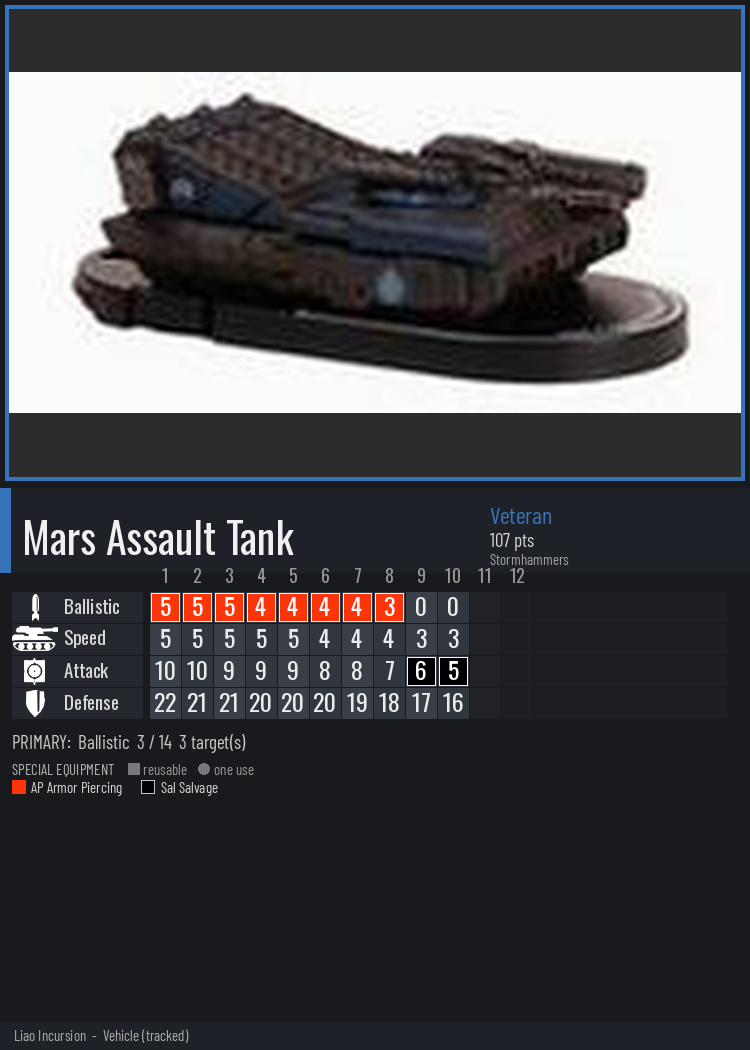 Mars Assault Tank
Veteran
107 pts
Stormhammers
1 2 3 4 5 6 7 8 9 10 11 12
Ballistic 5 5 5 4 4 4 4 3 0 0
Speed 5 5 5 5 5 4 4 4 3 3
Attack 10 10 9 9 9 8 8 7 6 5
Defense 22 21 21 20 20 20 19 18 17 16
PRIMARY: Ballistic 3 / 14 3 target(s)
SPECIAL EQUIPMENT reusable one use
AP Armor Piercing Sal Salvage
Liao Incursion - Vehicle (tracked)